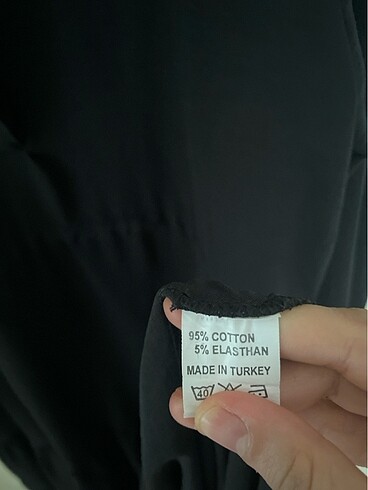 95% COTTON
5% ELASTHAN
MADE IN TURKEY
40